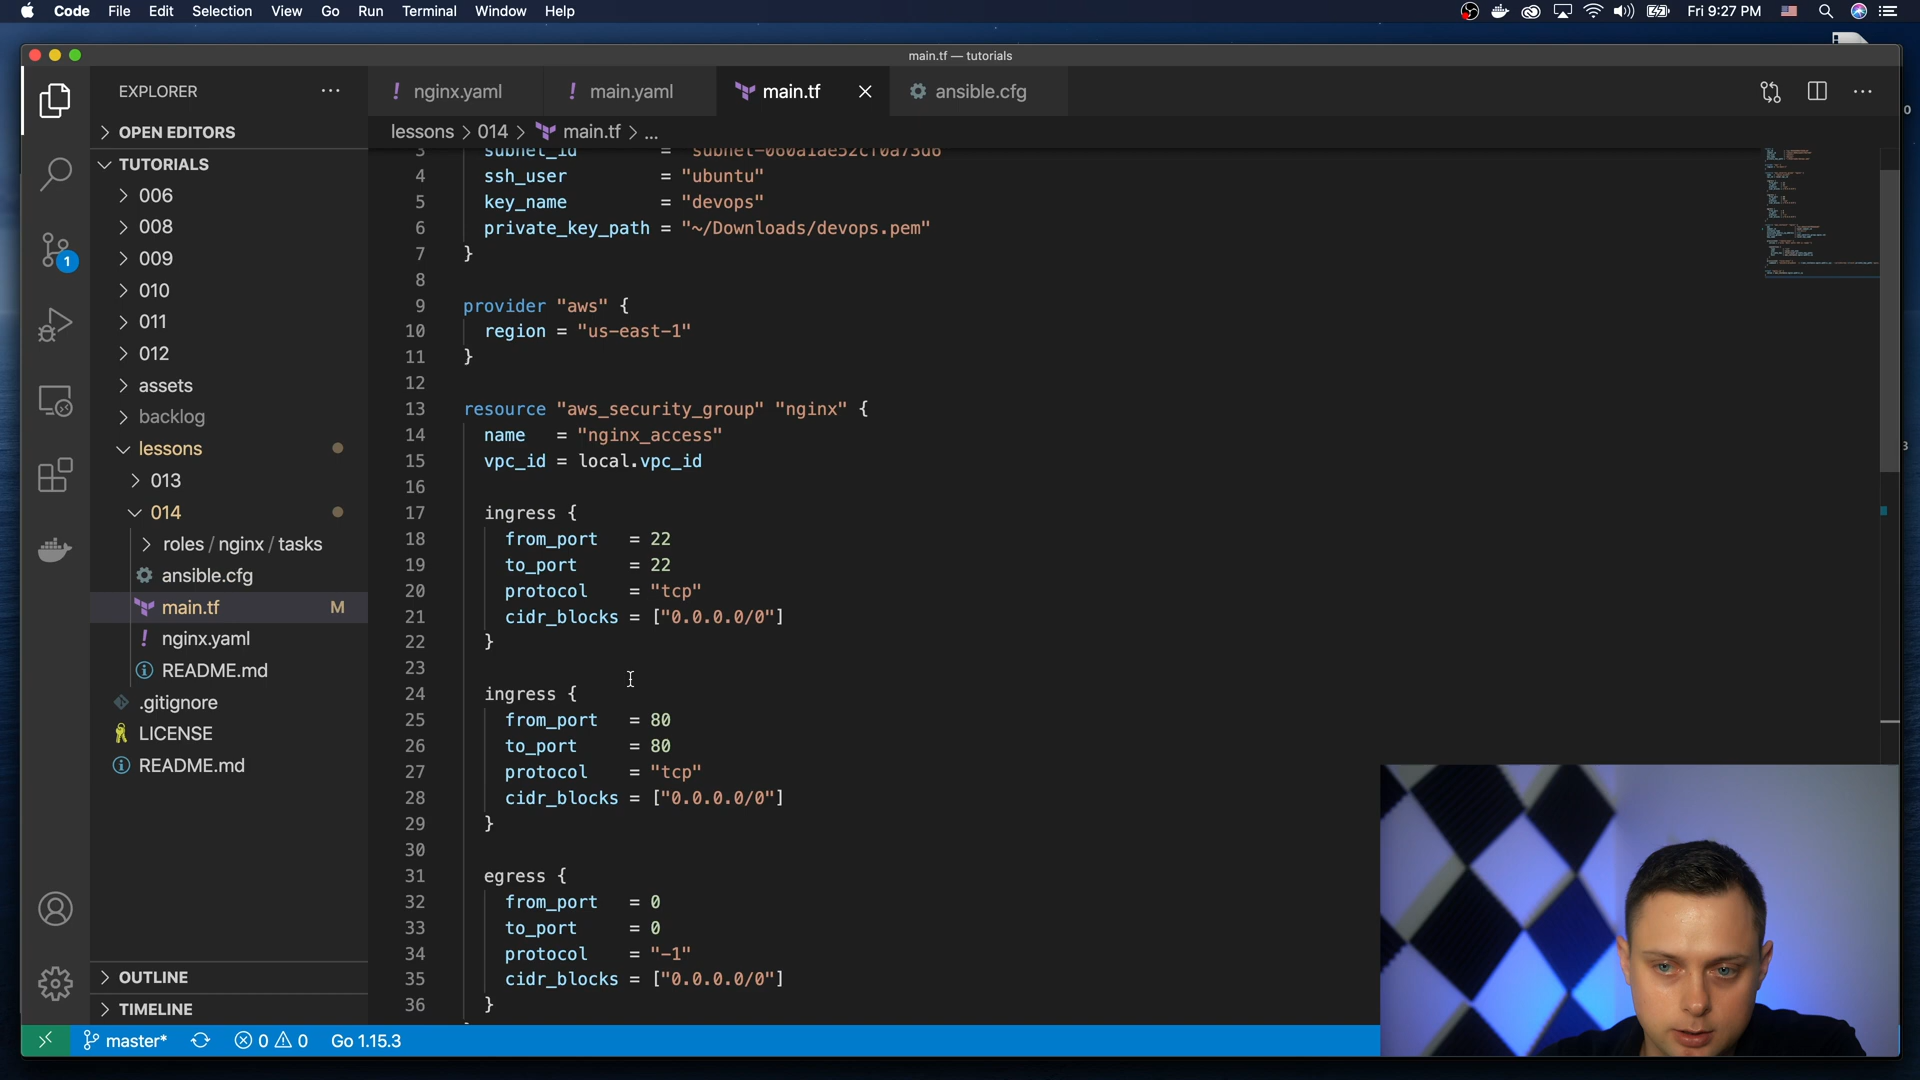 Code File Edit Selection View Go Run Terminal Window Help
Fri 9:27 PM
main.tf — tutorials
EXPLORER
nginx.yaml
main.yaml
main.tf
ansible.cfg
lessons > 014 > main.tf > ...
OPEN EDITORS
TUTORIALS
006
008
009
010
011
012
assets
backlog
lessons
013
014
roles / nginx / tasks
ansible.cfg
main.tf M
nginx.yaml
README.md
.gitignore
LICENSE
README.md
OUTLINE
TIMELINE
1
3 subnet_id =
4 ssh_user = "ubuntu"
5 key_name = "devops"
6 private_key_path = "~/Downloads/devops.pem"
7 }
8
9 provider "aws" {
10 region = "us-east-1"
11 }
12
13 resource "aws_security_group" "nginx" {
14 name = "nginx_access"
15 vpc_id = local.vpc_id
16
17 ingress {
18 from_port = 22
19 to_port = 22
20 protocol = "tcp"
21 cidr_blocks = ["0.0.0.0/0"]
22 }
23
24 ingress {
25 from_port = 80
26 to_port = 80
27 protocol = "tcp"
28 cidr_blocks = ["0.0.0.0/0"]
29 }
30
31 egress {
32 from_port = 0
33 to_port = 0
34 protocol = "-1"
35 cidr_blocks = ["0.0.0.0/0"]
36 }
master* 0 0 Go 1.15.3